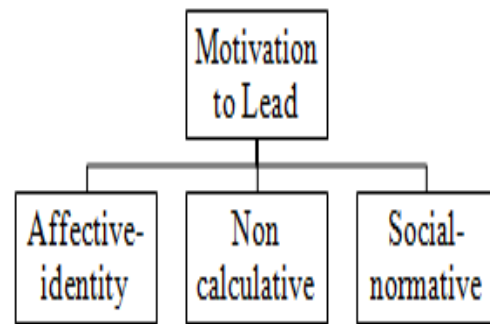 Motivation
to Lead
Affective-
identity
Non
calculative
Social-
normative